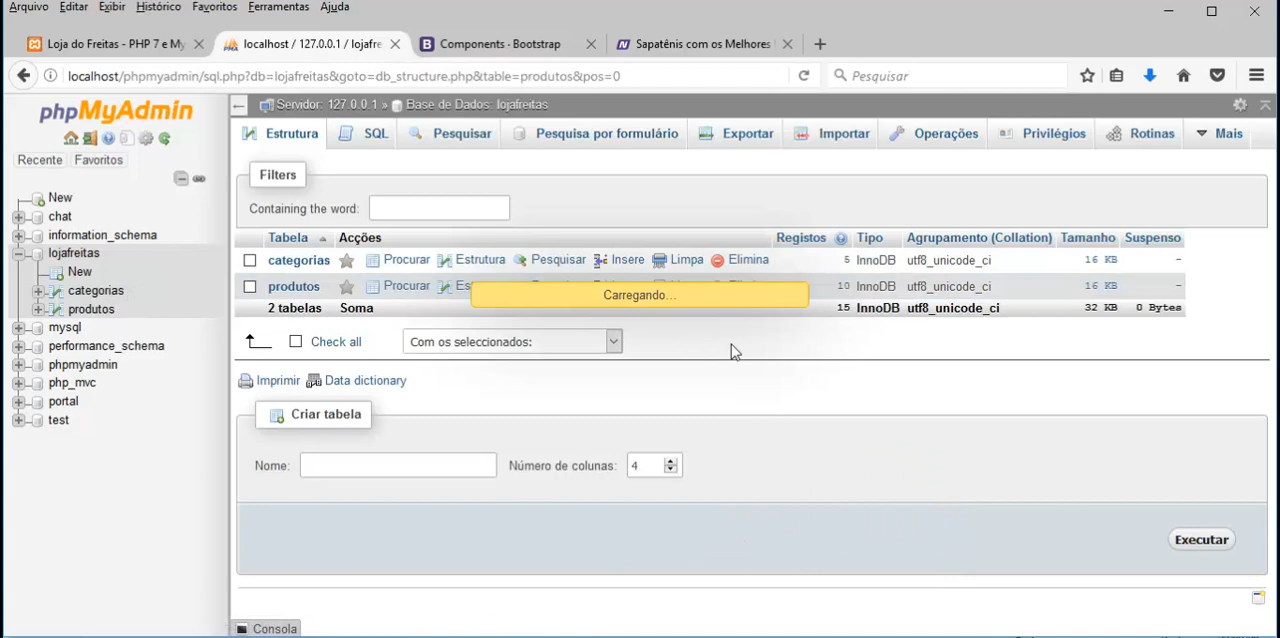 Arquivo Editar Exibir Histórico Favoritos Ferramentas Ajuda
Loja do Freitas - PHP 7 e My
localhost / 127.0.0.1 / lojafre
Components · Bootstrap
Sapatênis com os Melhores
localhost/phpmyadmin/sql.php?db=lojafreitas&goto=db_structure.php&table=produtos&pos=0
Pesquisar
phpMyAdmin
Recente Favoritos
New
chat
information_schema
lojafreitas
New
categorias
produtos
mysql
performance_schema
phpmyadmin
php_mvc
portal
test
Servidor: 127.0.0.1 » Base de Dados: lojafreitas
Estrutura SQL Pesquisar Pesquisa por formulário Exportar Importar Operações Privilégios Rotinas Mais
Filters
Containing the word:
Tabela Acções Registos Tipo Agrupamento (Collation) Tamanho Suspenso
categorias Procurar Estrutura Pesquisar Insere Limpa Elimina 5 InnoDB utf8_unicode_ci 16 KB -
produtos Procurar Es 10 InnoDB utf8_unicode_ci 16 KB -
Carregando...
2 tabelas Soma 15 InnoDB utf8_unicode_ci 32 KB 0 Bytes
Check all Com os seleccionados:
Imprimir Data dictionary
Criar tabela
Nome: Número de colunas: 4
Executar
Consola